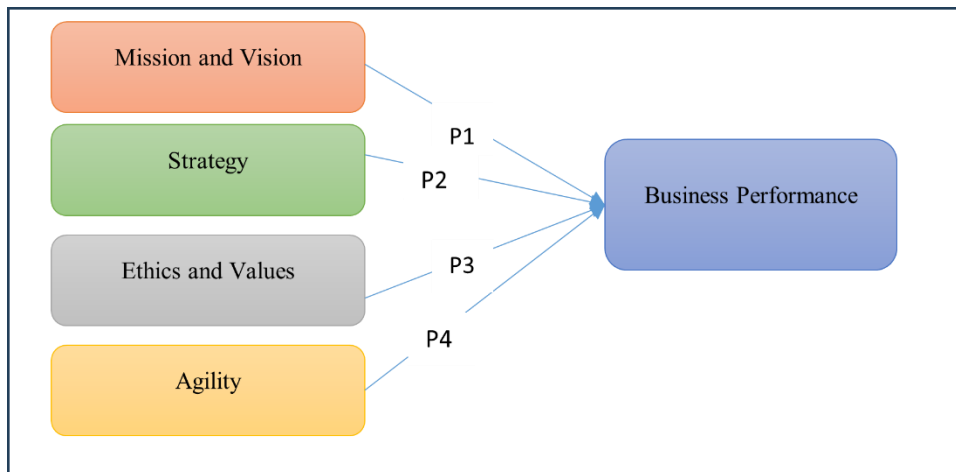 Mission and Vision
P1
Strategy
P2
Business Performance
Ethics and Values
P3
P4
Agility